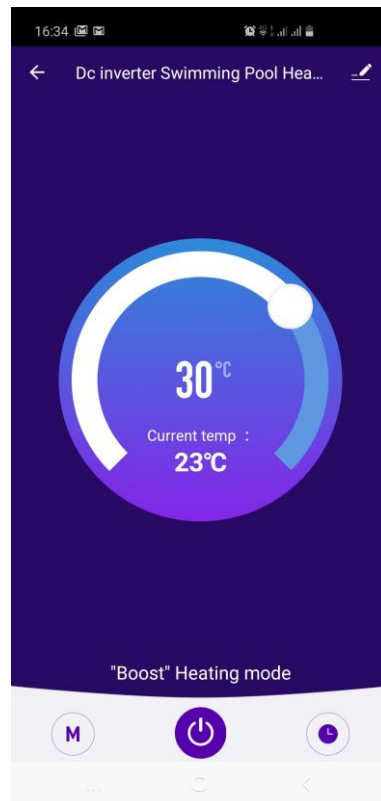 16:34
Dc inverter Swimming Pool Hea...
30°C
Current temp :
23°C
"Boost" Heating mode
M